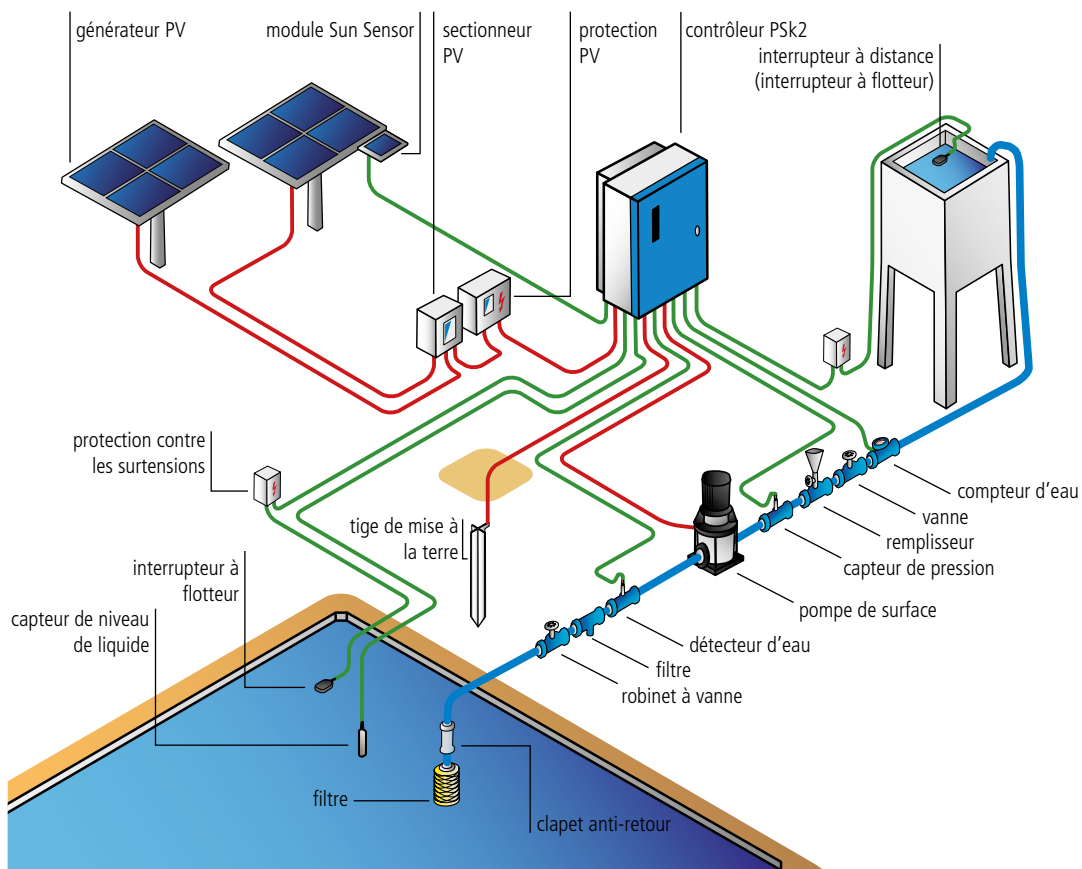 générateur PV
module Sun Sensor
sectionneur
PV
protection
PV
contrôleur PSk2
interrupteur à distance
(interrupteur à flotteur)
protection contre
les surtensions
tige de mise à
la terre
interrupteur à
flotteur
capteur de niveau
de liquide
compteur d’eau
vanne
remplisseur
capteur de pression
pompe de surface
détecteur d’eau
filtre
robinet à vanne
filtre
clapet anti-retour